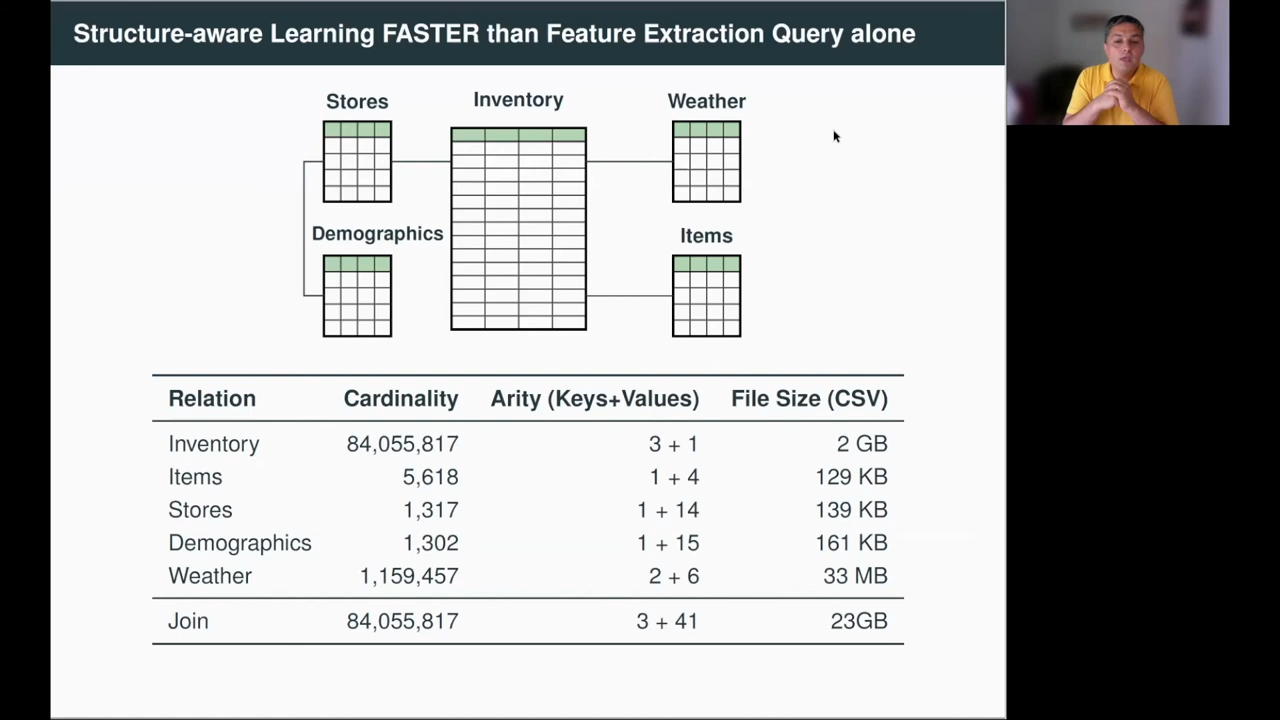 Structure-aware Learning FASTER than Feature Extraction Query alone
Stores Inventory Weather
Demographics Items
Relation Cardinality Arity (Keys+Values) File Size (CSV)
Inventory 84,055,817 3 + 1 2 GB
Items 5,618 1 + 4 129 KB
Stores 1,317 1 + 14 139 KB
Demographics 1,302 1 + 15 161 KB
Weather 1,159,457 2 + 6 33 MB
Join 84,055,817 3 + 41 23GB